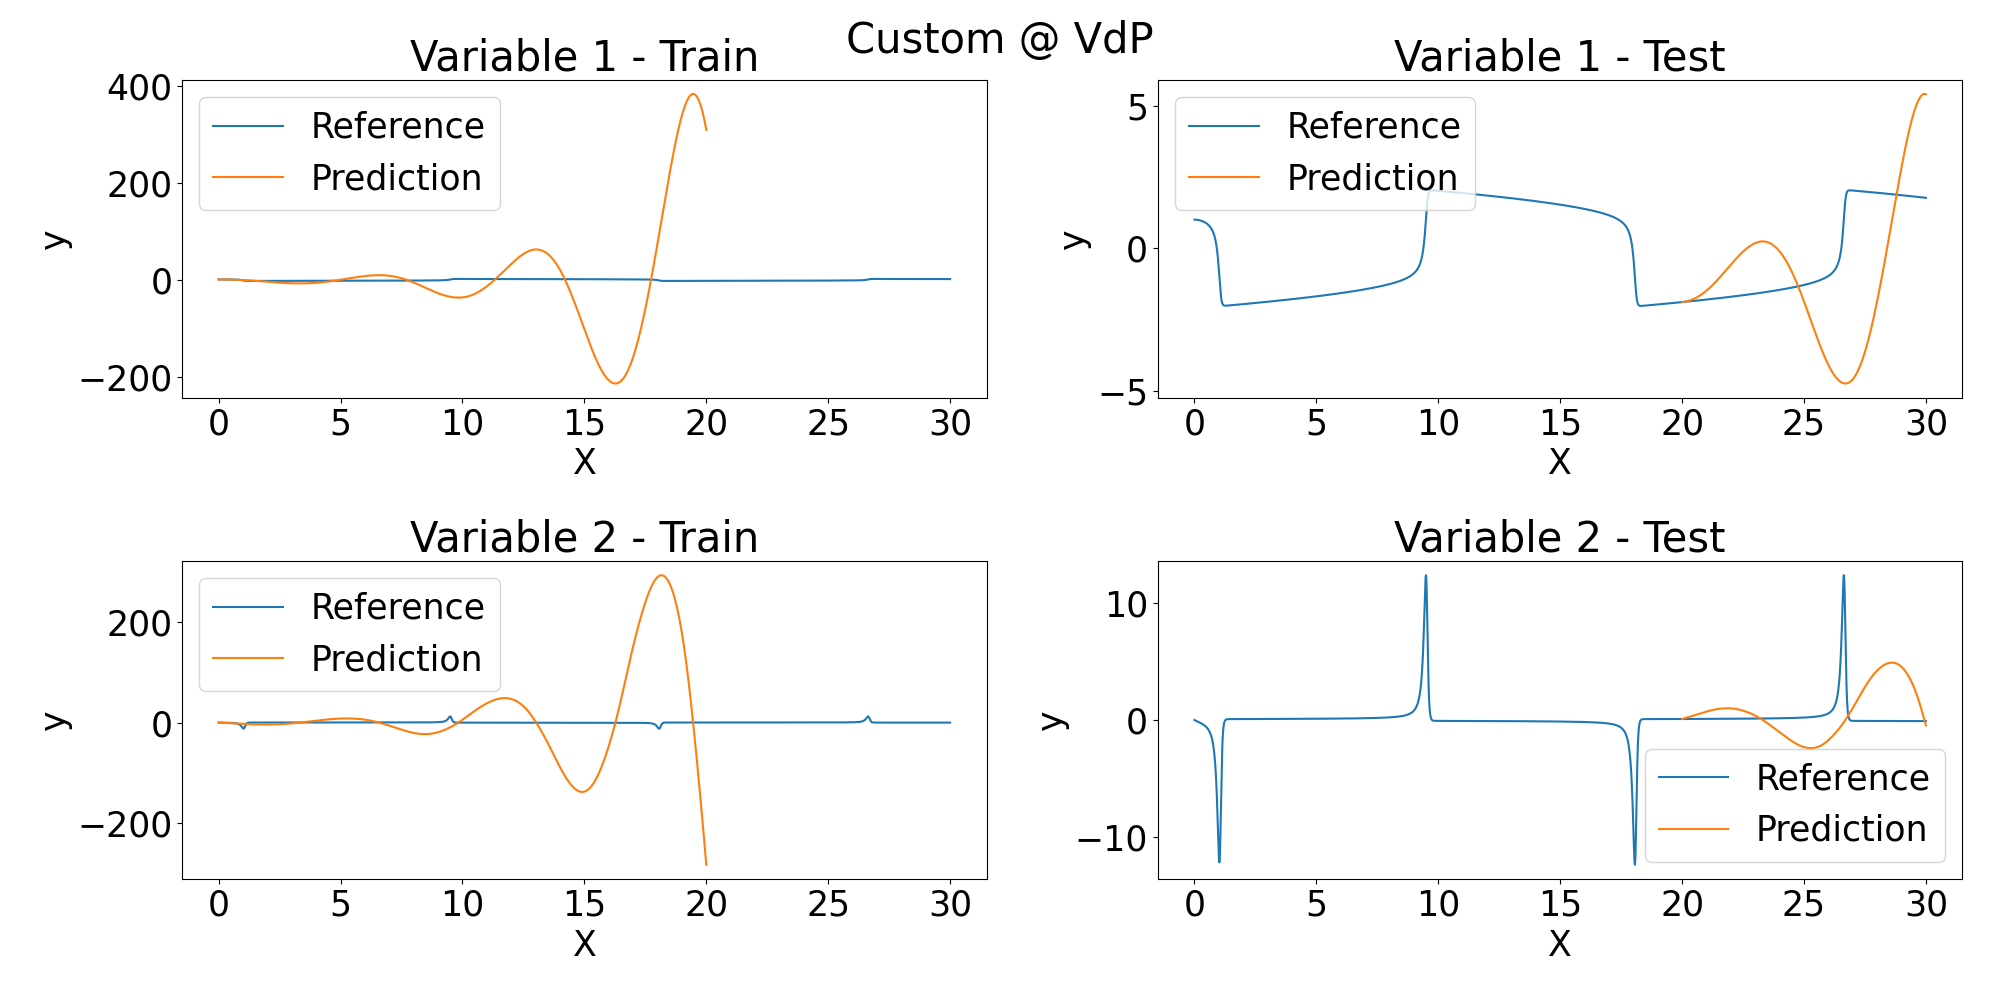 Custom @ VdP
Variable 1 - Train
400
200
0
−200
y
Reference
Prediction
0 5 10 15 20 25 30
X
Variable 1 - Test
5
0
−5
y
Reference
Prediction
0 5 10 15 20 25 30
X
Variable 2 - Train
200
0
−200
y
Reference
Prediction
0 5 10 15 20 25 30
X
Variable 2 - Test
10
0
−10
y
Reference
Prediction
0 5 10 15 20 25 30
X